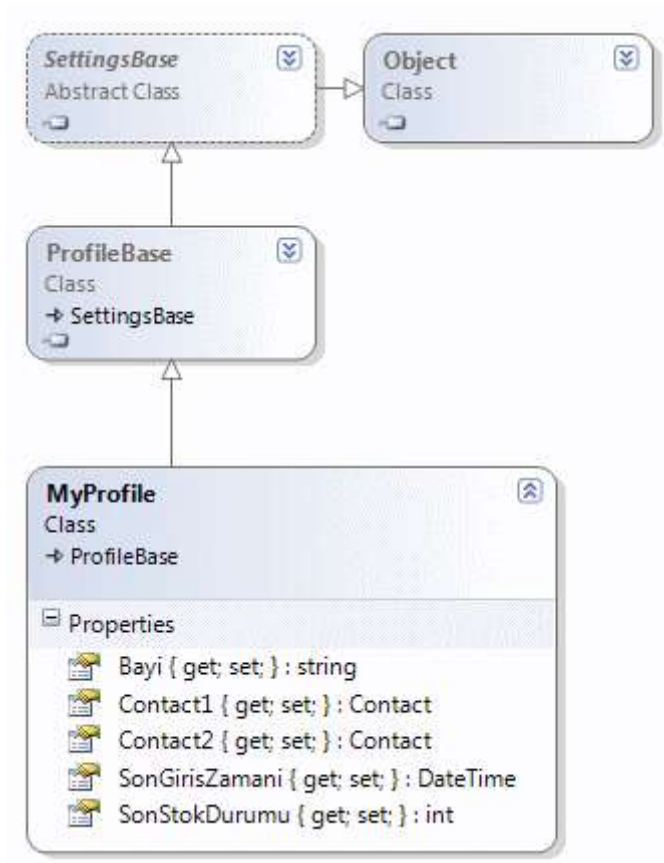 SettingsBase
Abstract Class
Object
Class
ProfileBase
Class
SettingsBase
MyProfile
Class
ProfileBase
Properties
Bayi { get; set; } : string
Contact1 { get; set; } : Contact
Contact2 { get; set; } : Contact
SonGirisZamani { get; set; } : DateTime
SonStokDurumu { get; set; } : int